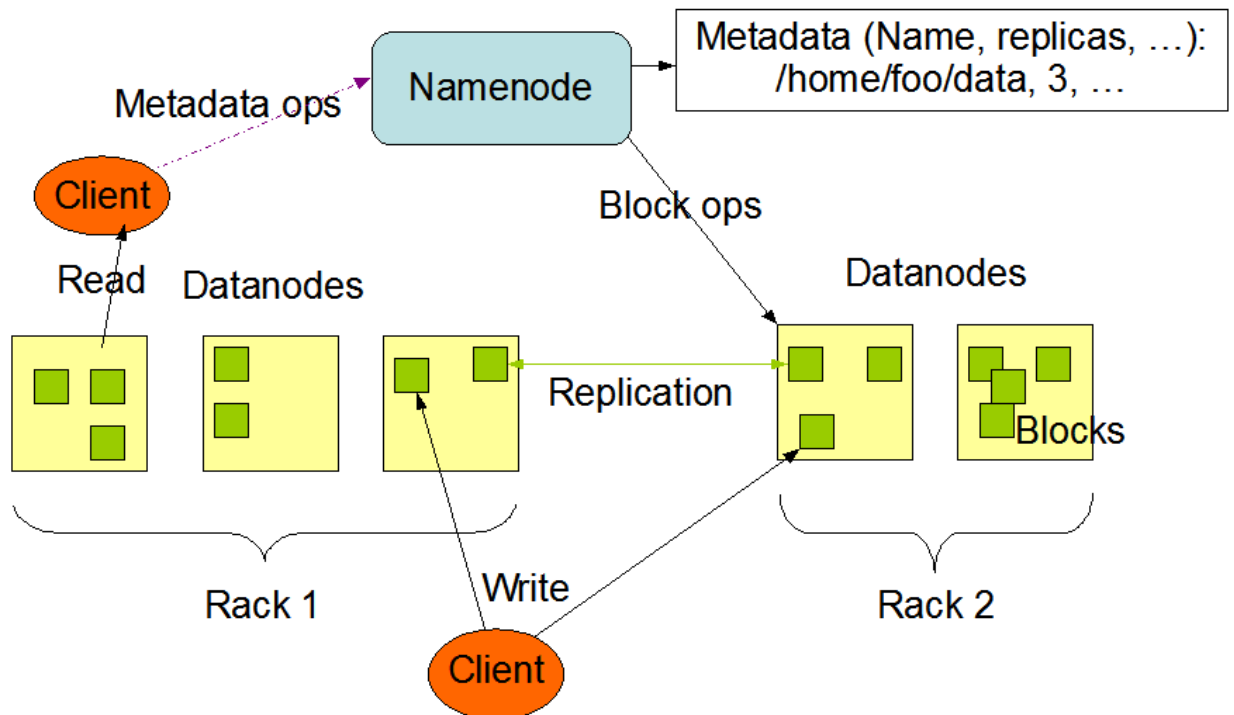 Metadata (Name, replicas, …):
/home/foo/data, 3, …
Namenode
Metadata ops
Client
Block ops
Read
Datanodes
Datanodes
Replication
Blocks
Rack 1
Write
Rack 2
Client